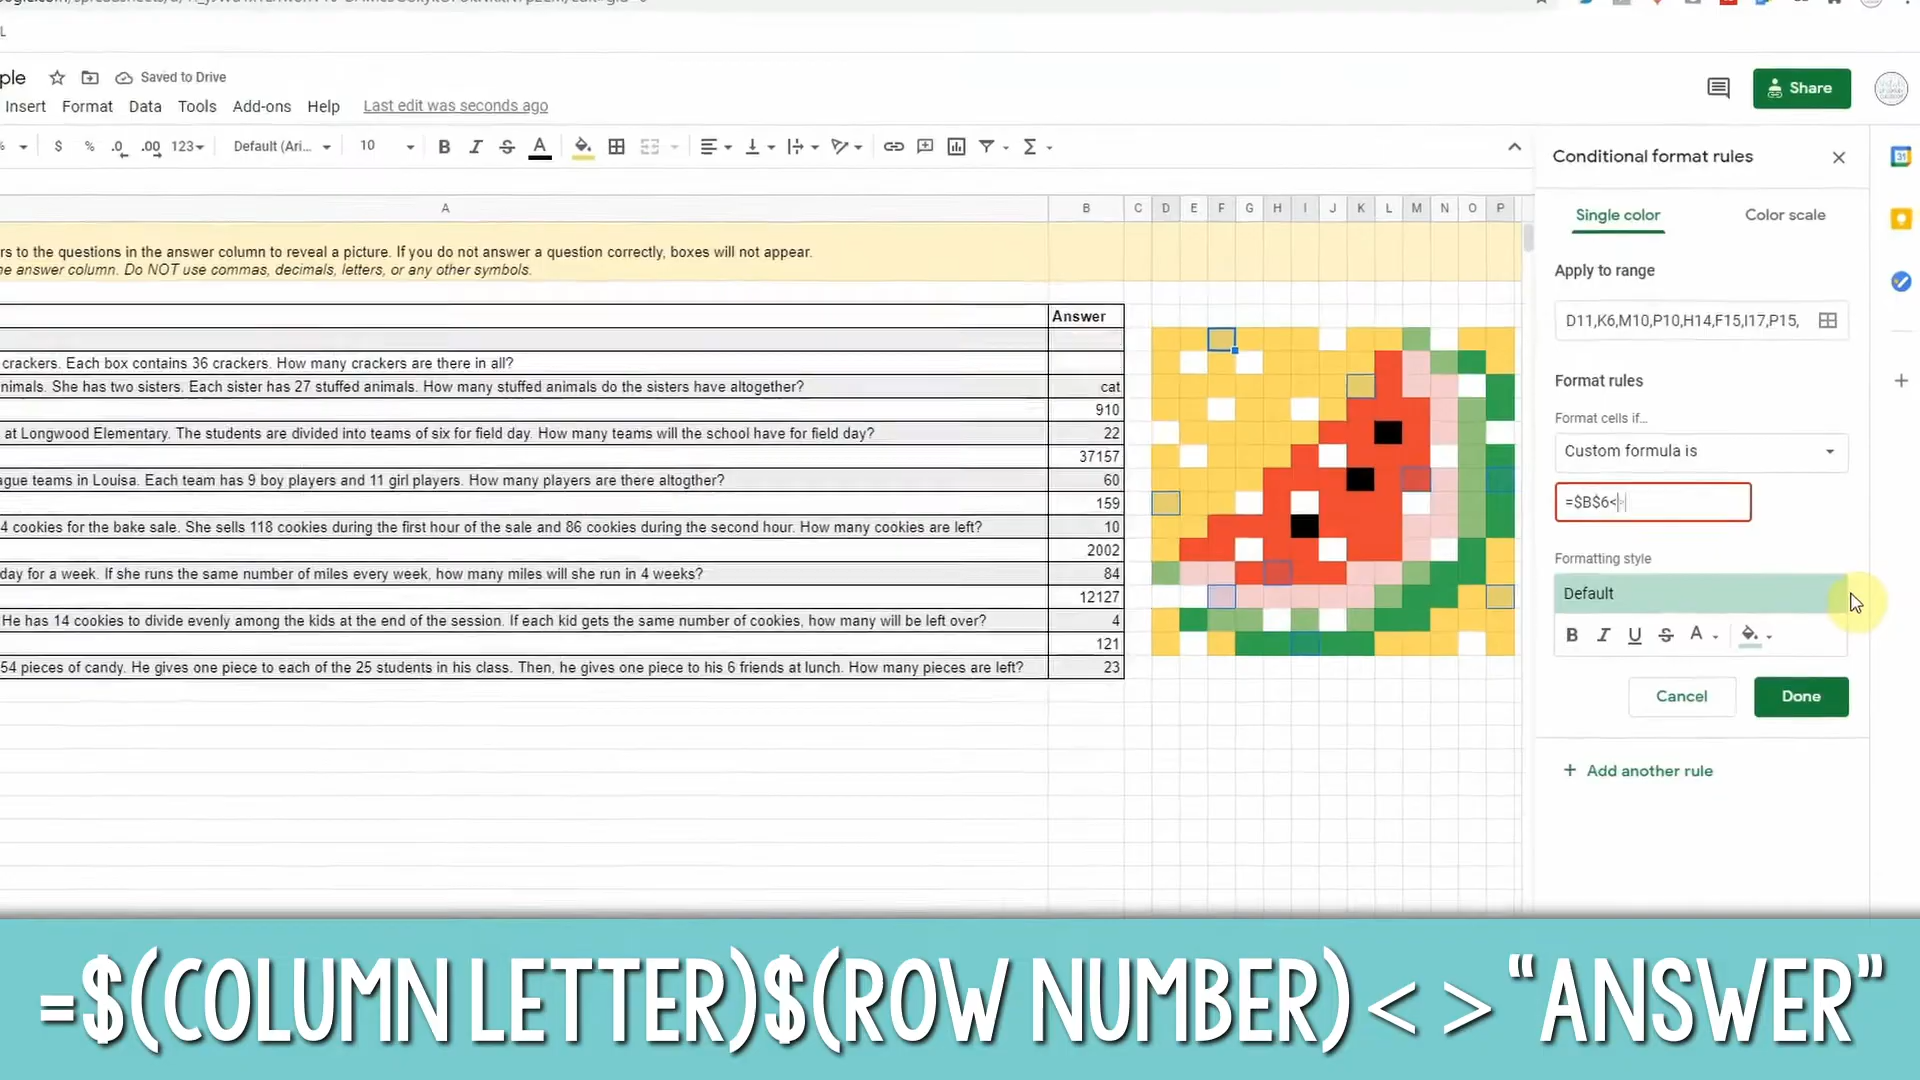 ple Saved to Drive
Share
Insert Format Data Tools Add-ons Help Last edit was seconds ago
% $ % .0 .00 123 Default (Ari... 10 B I S A Σ
Conditional format rules
31
A B C D E F G H I J K L M N O P
Single color Color scale
rs to the questions in the answer column to reveal a picture. If you do not answer a question correctly, boxes will not appear.
ne answer column. Do NOT use commas, decimals, letters, or any other symbols.
Apply to range
D11,K6,M10,P10,H14,F15,I17,P15,
Answer
crackers. Each box contains 36 crackers. How many crackers are there in all?
nimals. She has two sisters. Each sister has 27 stuffed animals. How many stuffed animals do the sisters have altogether? cat
910
at Longwood Elementary. The students are divided into teams of six for field day. How many teams will the school have for field day? 22
37157
ague teams in Louisa. Each team has 9 boy players and 11 girl players. How many players are there altogther? 60
159
4 cookies for the bake sale. She sells 118 cookies during the first hour of the sale and 86 cookies during the second hour. How many cookies are left? 10
2002
day for a week. If she runs the same number of miles every week, how many miles will she run in 4 weeks? 84
12127
He has 14 cookies to divide evenly among the kids at the end of the session. If each kid gets the same number of cookies, how many will be left over? 4
121
54 pieces of candy. He gives one piece to each of the 25 students in his class. Then, he gives one piece to his 6 friends at lunch. How many pieces are left? 23
Format rules
Format cells if...
Custom formula is
=$B$6<>
Formatting style
Default
B I U S A
Cancel Done
+ Add another rule
=$(COLUMN LETTER)$(ROW NUMBER)< >“ANSWER”